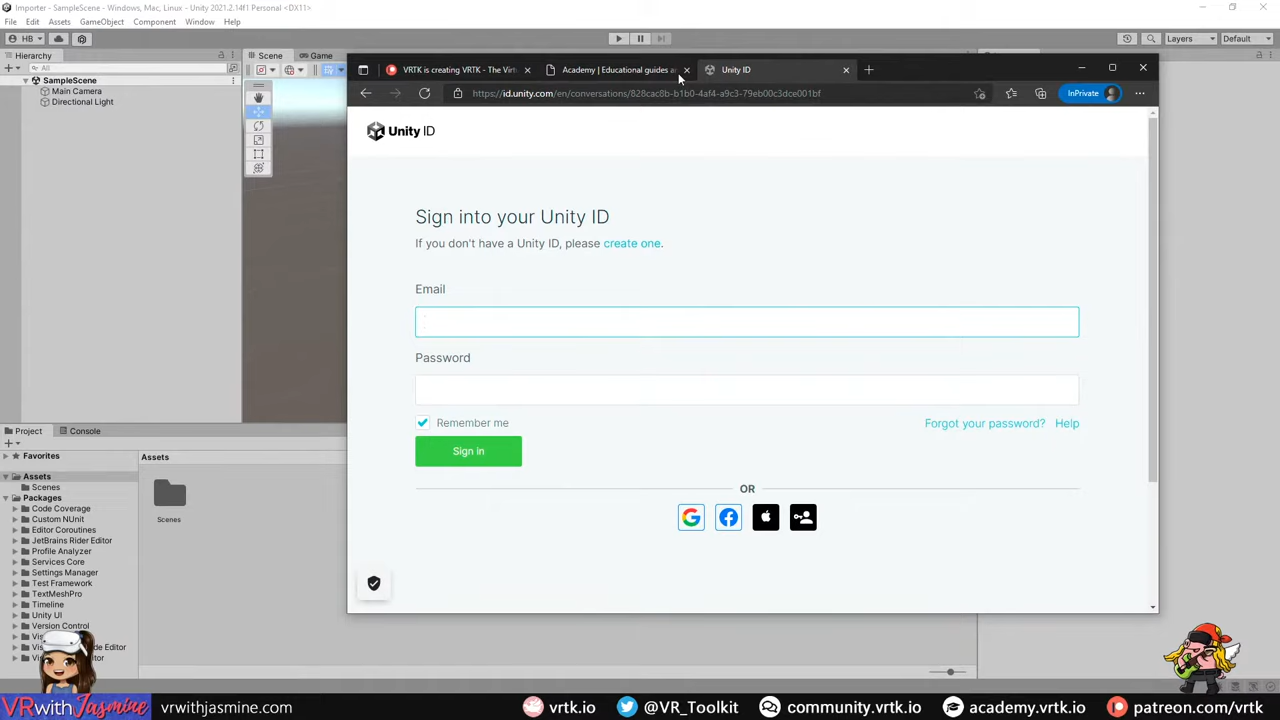 Importer - SampleScene - Windows, Mac, Linux - Unity 2021.2.14f1 Personal <DX11>
File Edit Assets GameObject Component Window Help
HB Layers Default
Hierarchy Scene Game
All
SampleScene
Main Camera
Directional Light
VRTK is creating VRTK - The Virt
Academy | Educational guides a
Unity ID
https://id.unity.com/en/conversations/828cac8b-b1b0-4af4-a9c3-79eb00c3dce001bf
InPrivate
Unity ID
Sign into your Unity ID
If you don't have a Unity ID, please create one.
Email
Password
Remember me
Forgot your password? Help
Sign in
OR
Project Console
Favorites
Assets
Scenes
Packages
Code Coverage
Custom NUnit
Editor Coroutines
JetBrains Rider Editor
Profile Analyzer
Services Core
Settings Manager
Test Framework
TextMeshPro
Timeline
Unity UI
Version Control
Assets
Scenes
VRwithJasmine vrwithjasmine.com vrtk.io @VR_Toolkit community.vrtk.io academy.vrtk.io patreon.com/vrtk